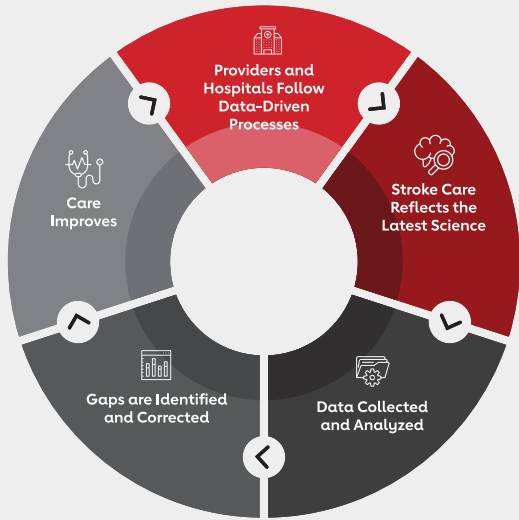 Providers and
Hospitals Follow
Data-Driven
Processes
Stroke Care
Reflects the
Latest Science
Data Collected
and Analyzed
Gaps are Identified
and Corrected
Care
Improves